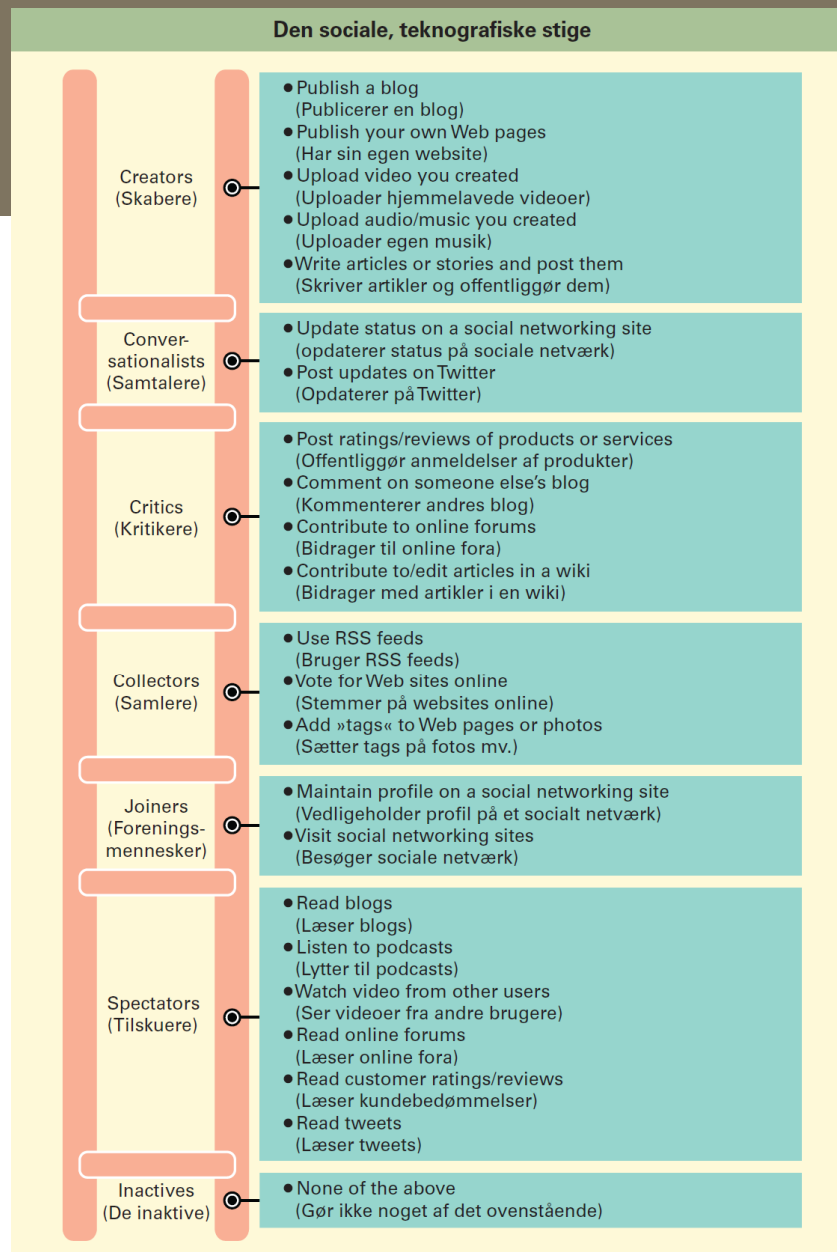 Den sociale, teknografiske stige
Creators
(Skabere)
● Publish a blog
(Publicerer en blog)
● Publish your own Web pages
(Har sin egen website)
● Upload video you created
(Uploader hjemmelavede videoer)
● Upload audio/music you created
(Uploader egen musik)
● Write articles or stories and post them
(Skriver artikler og offentliggør dem)
Conver-
sationalists
(Samtalere)
● Update status on a social networking site
(opdaterer status på sociale netværk)
● Post updates on Twitter
(Opdaterer på Twitter)
Critics
(Kritikere)
● Post ratings/reviews of products or services
(Offentliggør anmeldelser af produkter)
● Comment on someone else’s blog
(Kommenterer andres blog)
● Contribute to online forums
(Bidrager til online fora)
● Contribute to/edit articles in a wiki
(Bidrager med artikler i en wiki)
Collectors
(Samlere)
● Use RSS feeds
(Bruger RSS feeds)
● Vote for Web sites online
(Stemmer på websites online)
● Add »tags« to Web pages or photos
(Sætter tags på fotos mv.)
Joiners
(Forenings-
mennesker)
● Maintain profile on a social networking site
(Vedligeholder profil på et socialt netværk)
● Visit social networking sites
(Besøger sociale netværk)
Spectators
(Tilskuere)
● Read blogs
(Læser blogs)
● Listen to podcasts
(Lytter til podcasts)
● Watch video from other users
(Ser videoer fra andre brugere)
● Read online forums
(Læser online fora)
● Read customer ratings/reviews
(Læser kundebedømmelser)
● Read tweets
(Læser tweets)
Inactives
(De inaktive)
● None of the above
(Gør ikke noget af det ovenstående)